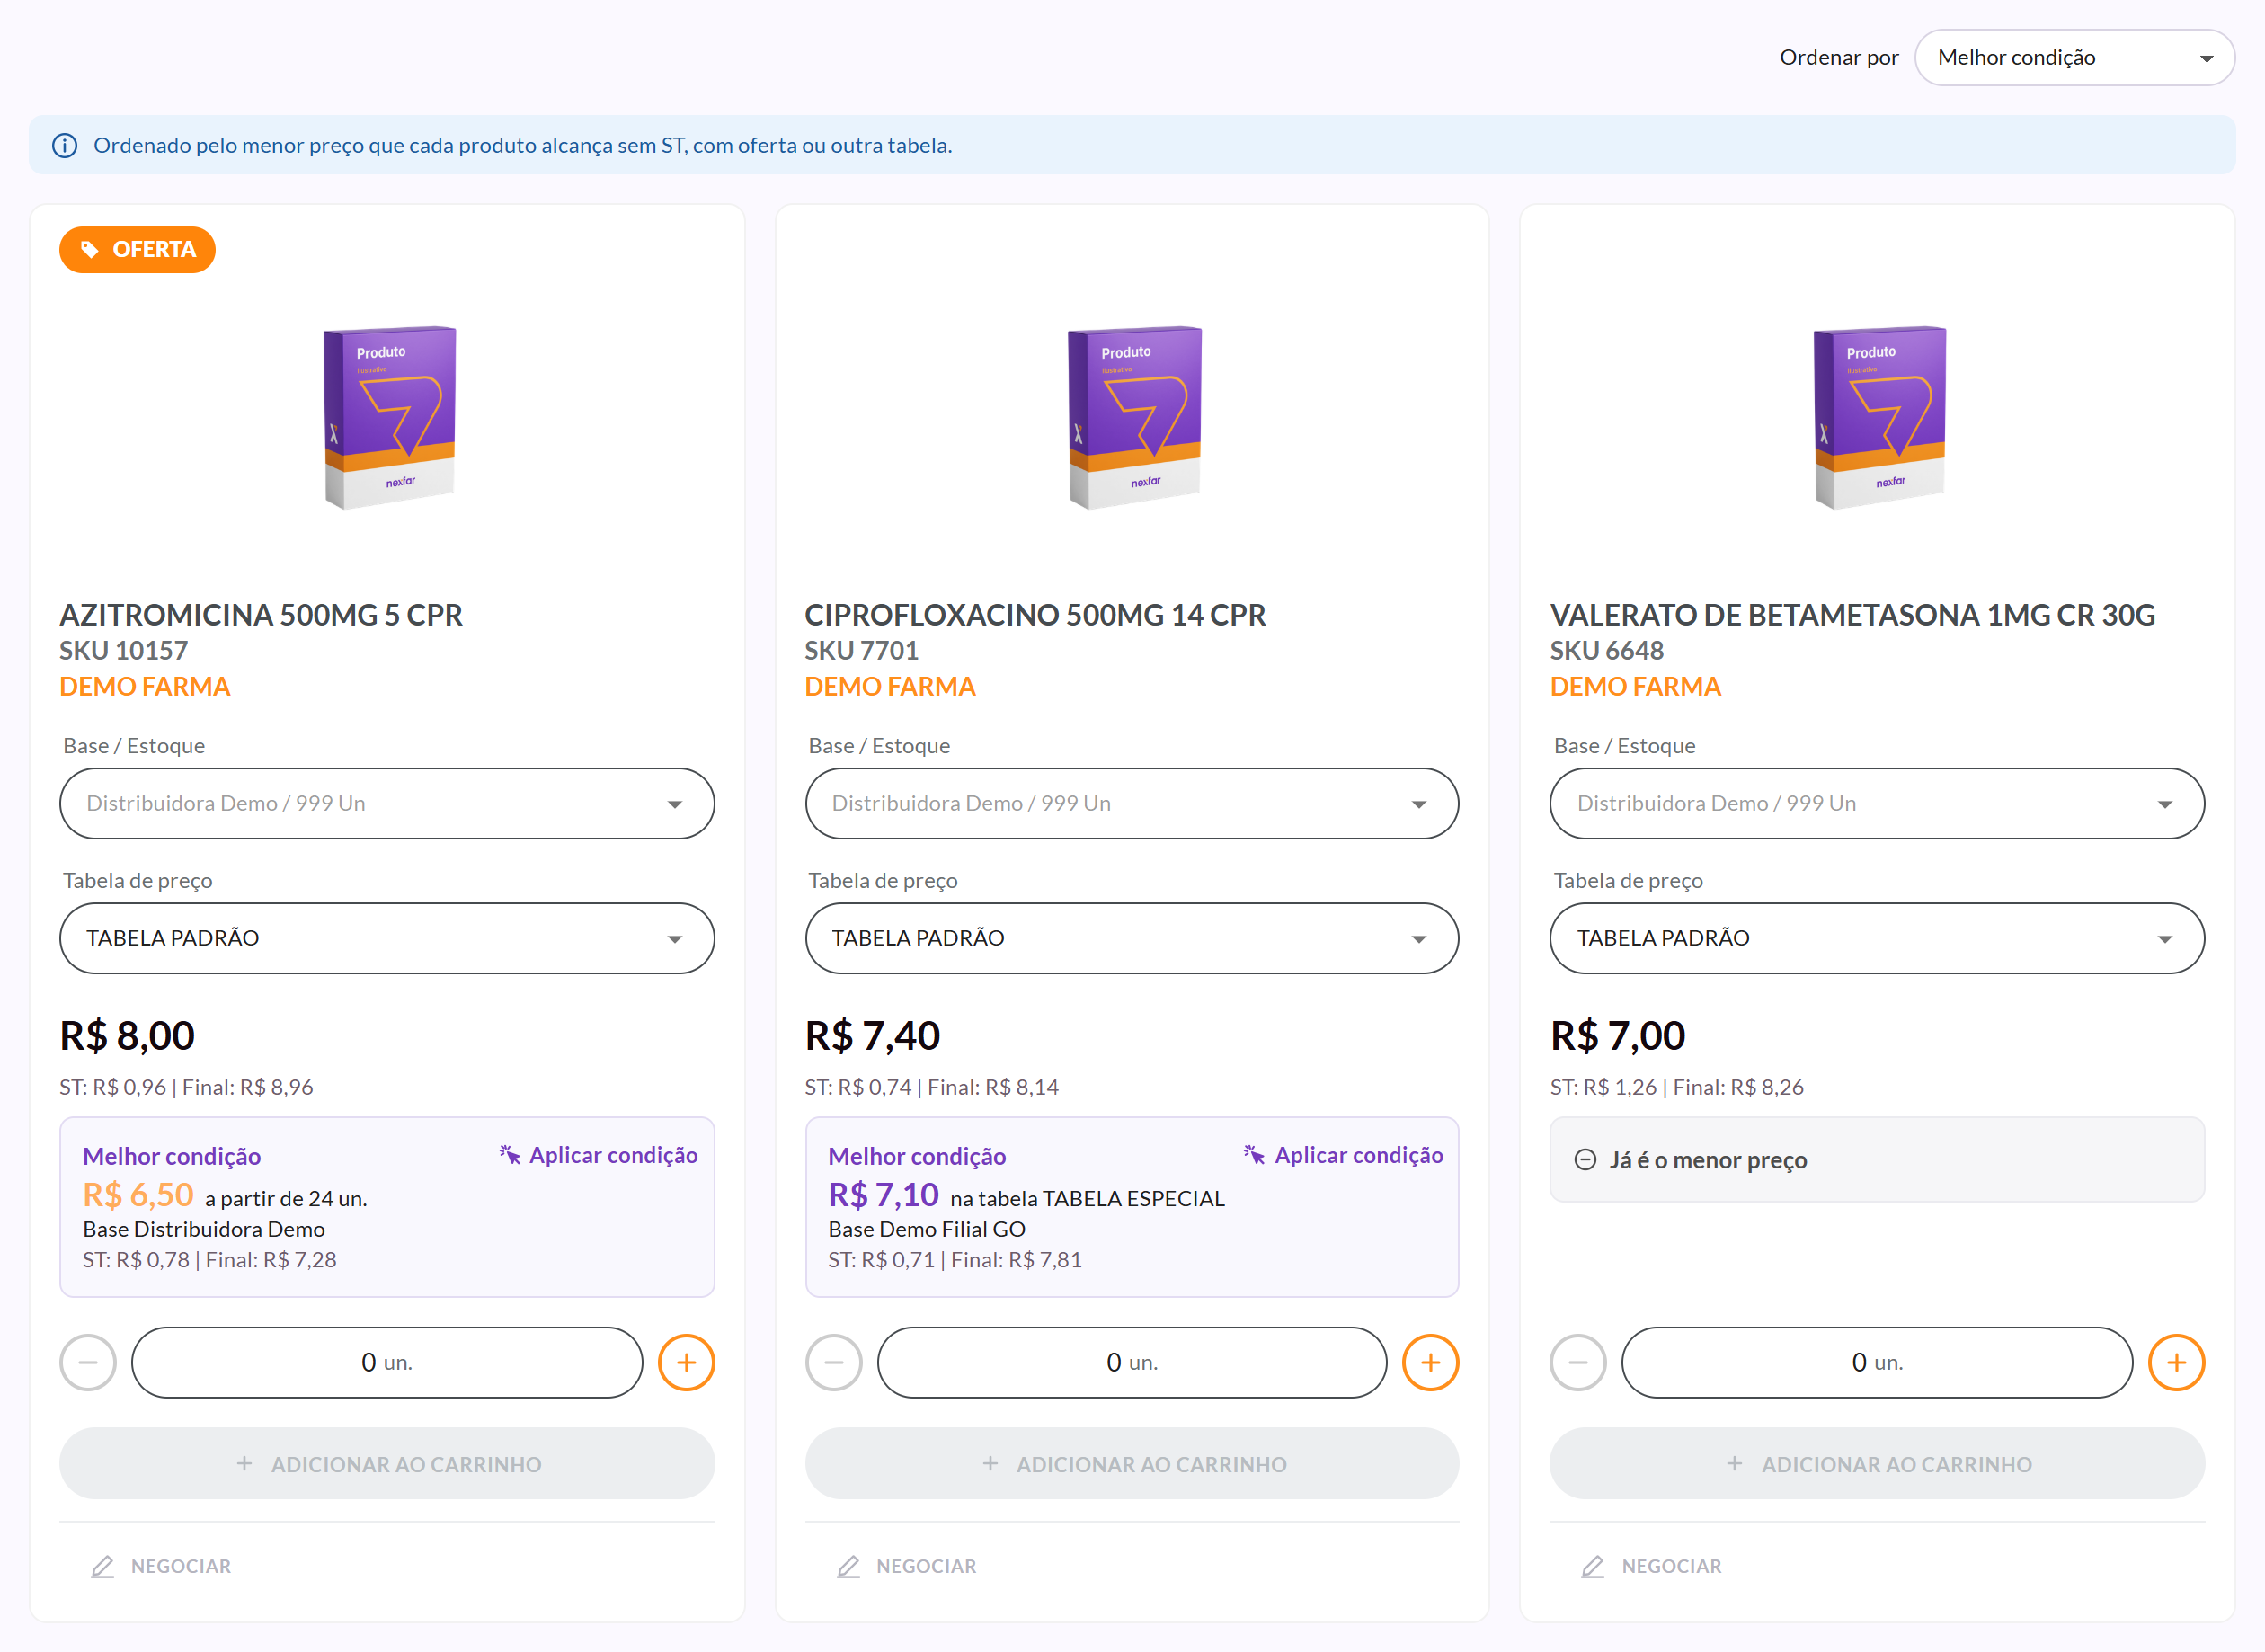 Ordenar por
Melhor condição
Ordenado pelo menor preço que cada produto alcança sem ST, com oferta ou outra tabela.
OFERTA
Produto
Ilustrativo
nexfar
AZITROMICINA 500MG 5 CPR
SKU 10157
DEMO FARMA
Base / Estoque
Distribuidora Demo / 999 Un
Tabela de preço
TABELA PADRÃO
R$ 8,00
ST: R$ 0,96 | Final: R$ 8,96
Melhor condição
Aplicar condição
R$ 6,50 a partir de 24 un.
Base Distribuidora Demo
ST: R$ 0,78 | Final: R$ 7,28
0 un.
+ ADICIONAR AO CARRINHO
NEGOCIAR
Produto
Ilustrativo
nexfar
CIPROFLOXACINO 500MG 14 CPR
SKU 7701
DEMO FARMA
Base / Estoque
Distribuidora Demo / 999 Un
Tabela de preço
TABELA PADRÃO
R$ 7,40
ST: R$ 0,74 | Final: R$ 8,14
Melhor condição
Aplicar condição
R$ 7,10 na tabela TABELA ESPECIAL
Base Demo Filial GO
ST: R$ 0,71 | Final: R$ 7,81
0 un.
+ ADICIONAR AO CARRINHO
NEGOCIAR
Produto
Ilustrativo
nexfar
VALERATO DE BETAMETASONA 1MG CR 30G
SKU 6648
DEMO FARMA
Base / Estoque
Distribuidora Demo / 999 Un
Tabela de preço
TABELA PADRÃO
R$ 7,00
ST: R$ 1,26 | Final: R$ 8,26
Já é o menor preço
0 un.
+ ADICIONAR AO CARRINHO
NEGOCIAR